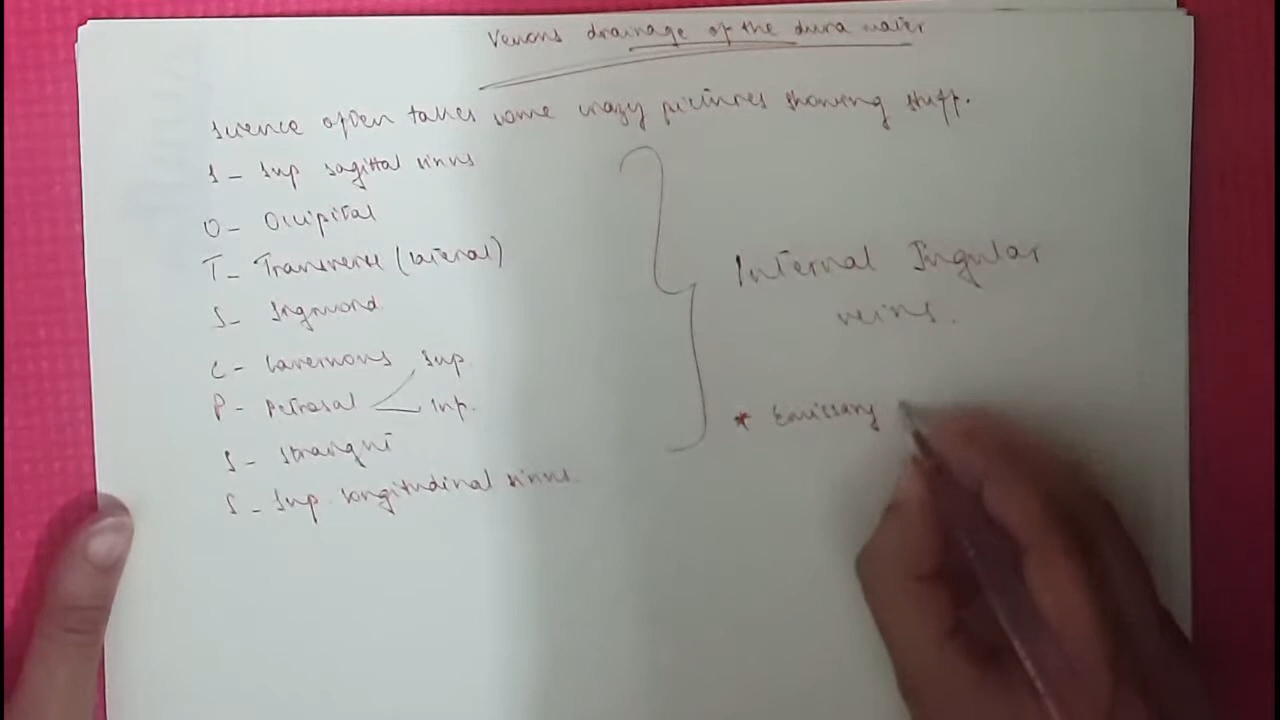 Venous drainage of the dura mater
Science often takes some crazy pictures showing stuff.
S - Sup sagittal sinus
O - Occipital
T - Transverse (lateral)
S - Sigmoid
C - Cavernous
P - Petrosal
Sup.
Inf.
S - Straight
S - Sup. longitudinal sinus.
Internal Jugular
veins.
* Emissary